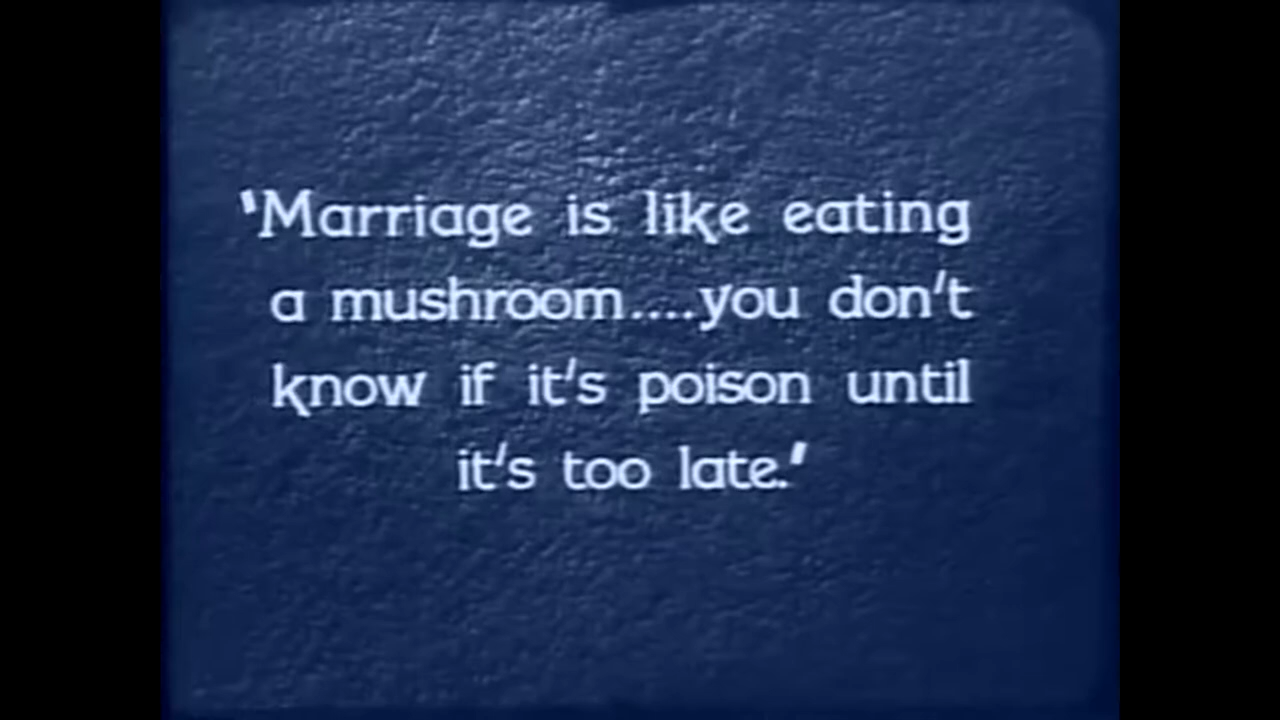 'Marriage is like eating
a mushroom....you don't
know if it's poison until
it's too late.'